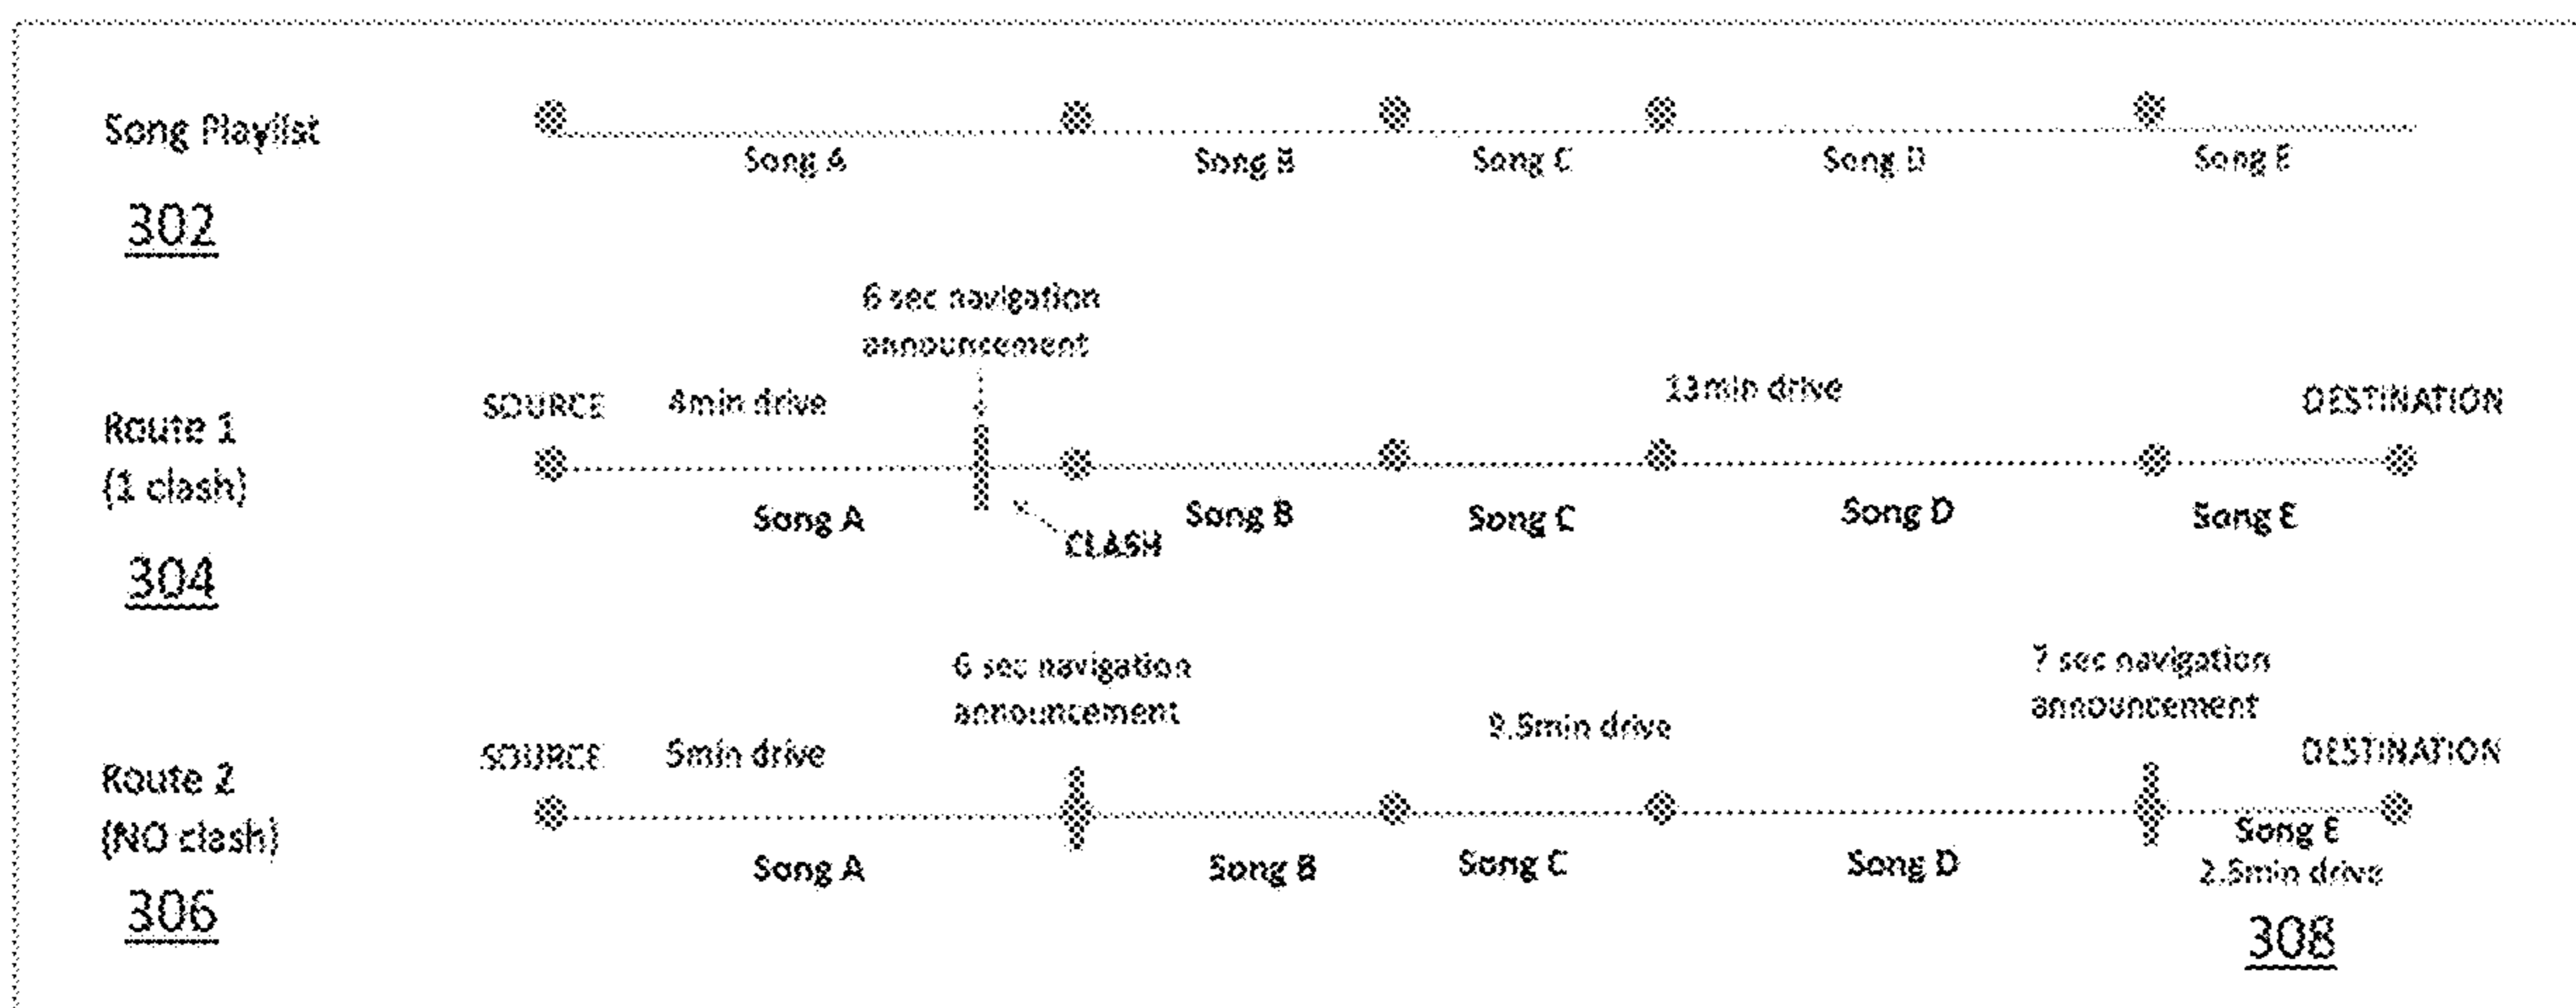 Song Playlist
Song A Song B Song C Song D Song E
302
6 sec navigation
announcement
SOURCE 4min drive 13min drive DESTINATION
Route 1
(1 clash)
Song A Song B Song C Song D Song E
CLASH
304
6 sec navigation
announcement
7 sec navigation
announcement
SOURCE 5min drive 9.5min drive DESTINATION
Route 2
(NO clash)
Song A Song B Song C Song D Song E
2.5min drive
306
308